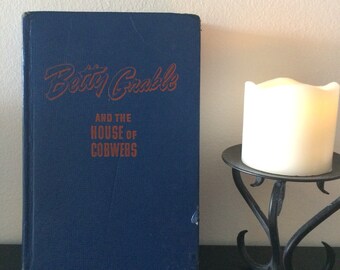 Betty Grable
AND THE
HOUSE OF
COBWEBS